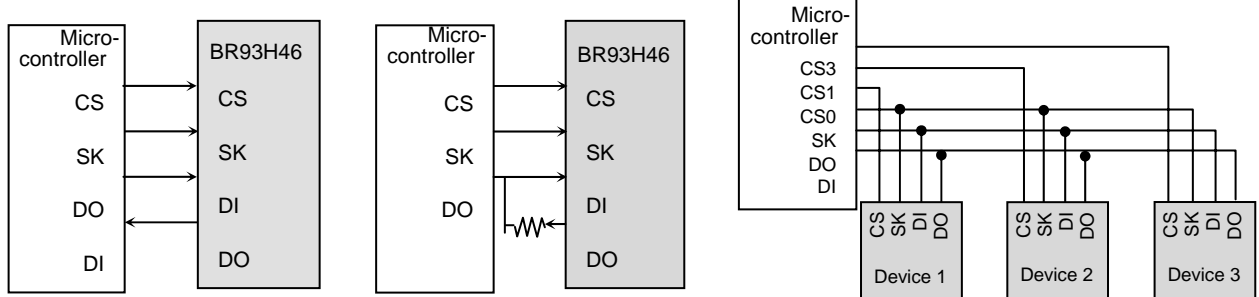 Micro-
controller
CS
SK
DO
DI
BR93H46
CS
SK
DI
DO
Micro-
controller
CS
SK
DO
BR93H46
CS
SK
DI
DO
Micro-
controller
CS3
CS1
CS0
SK
DO
DI
CS
SK
DI
DO
Device 1
CS
SK
DI
DO
Device 2
CS
SK
DI
DO
Device 3